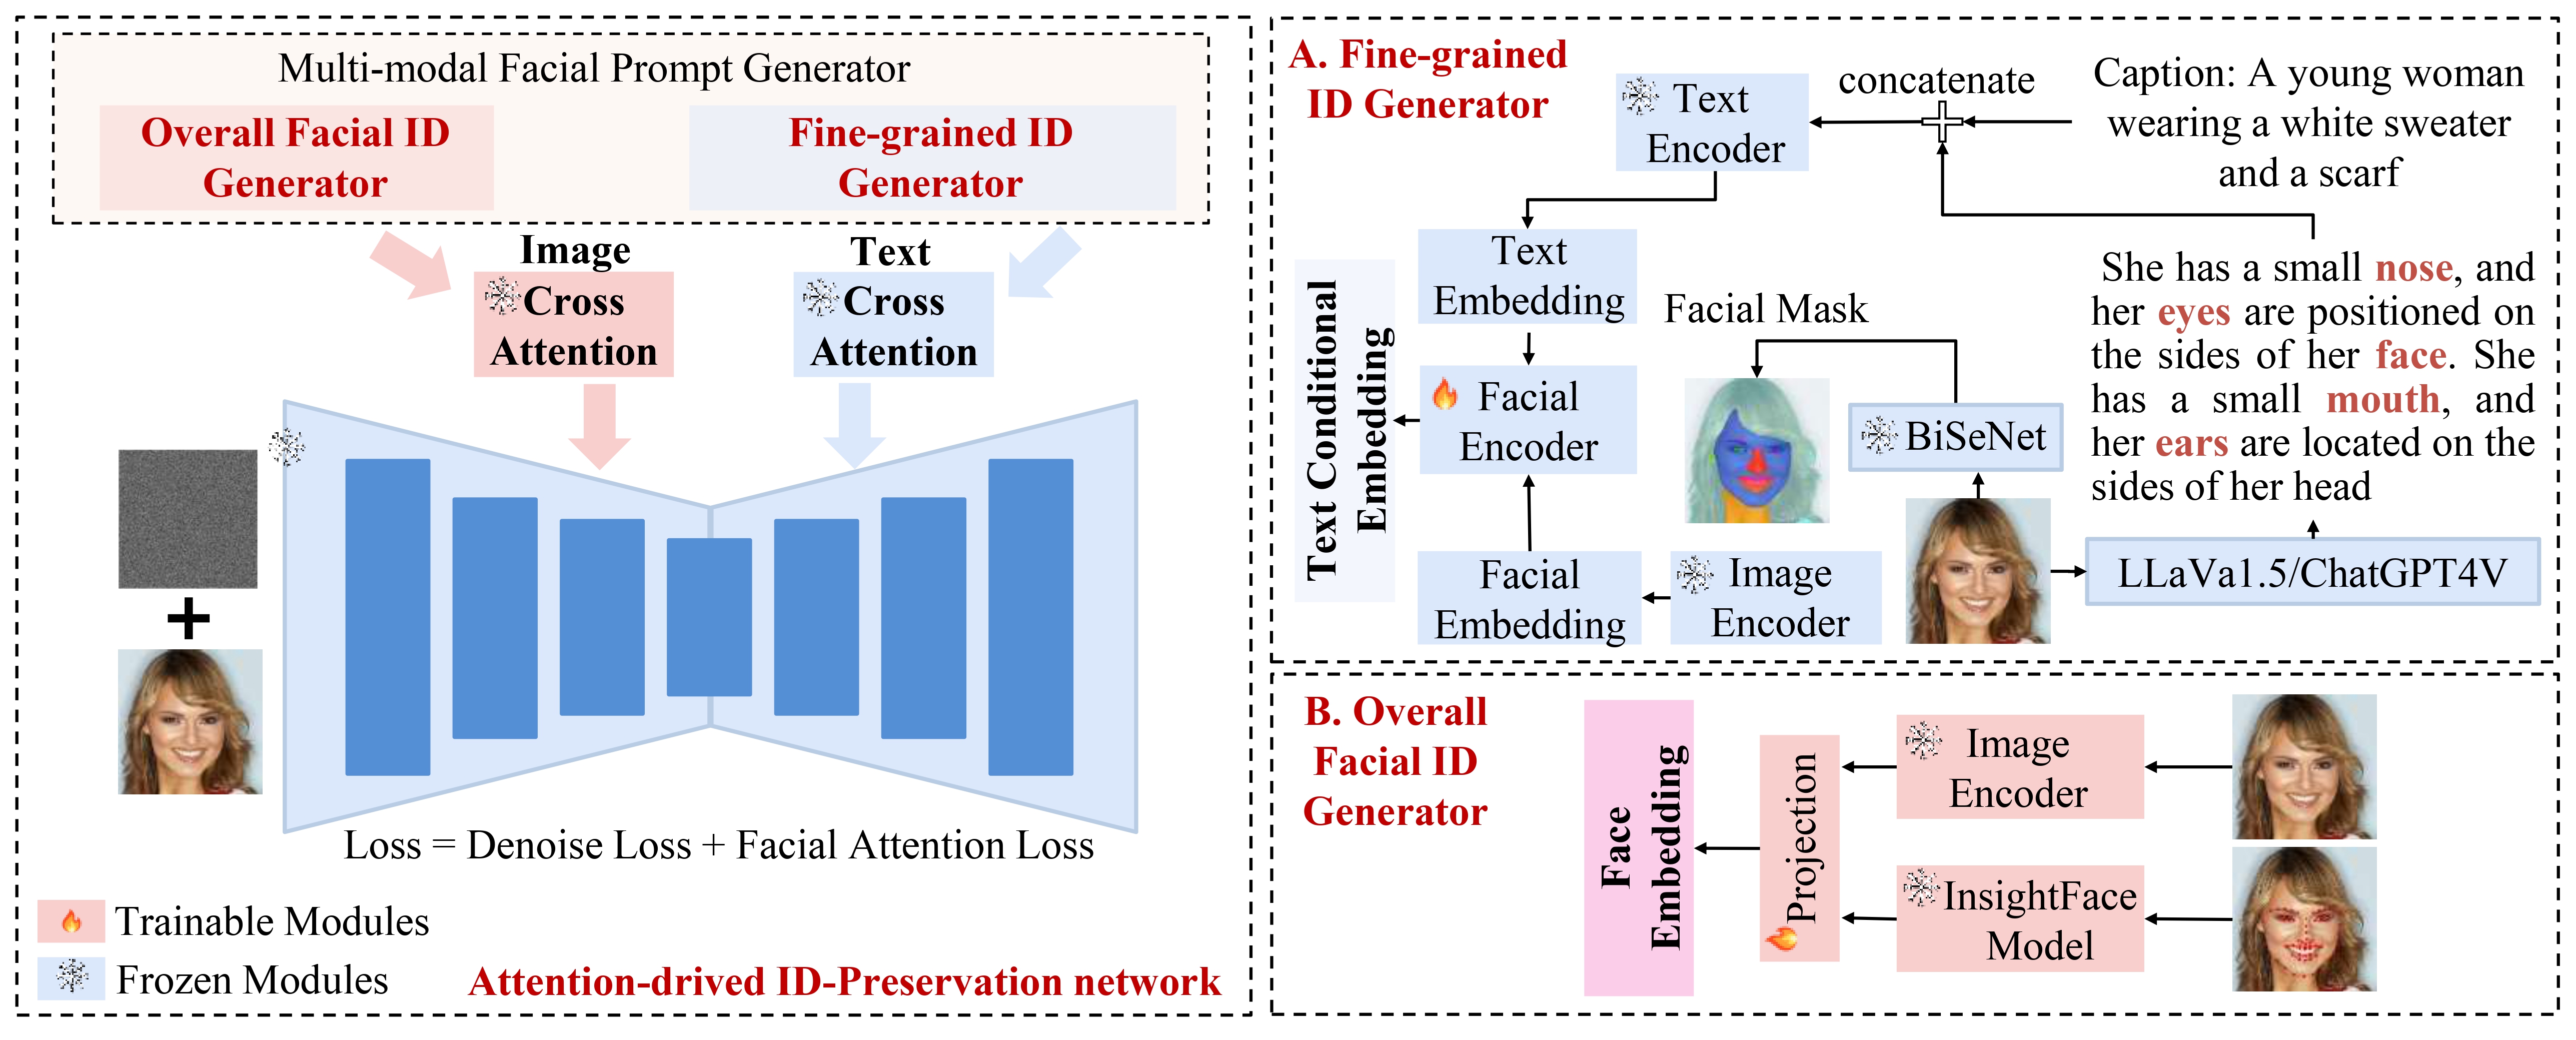 Multi-modal Facial Prompt Generator
Overall Facial ID
Generator
Fine-grained ID
Generator
Image
Cross
Attention
Text
Cross
Attention
+
Loss = Denoise Loss + Facial Attention Loss
Trainable Modules
Frozen Modules
Attention-drived ID-Preservation network
A. Fine-grained
ID Generator
Text
Encoder
concatenate
Caption: A young woman
wearing a white sweater
and a scarf
Text
Embedding
Text Conditional
Embedding
Facial Mask
She has a small nose, and
her eyes are positioned on
the sides of her face. She
has a small mouth, and
her ears are located on the
sides of her head
Facial
Encoder
BiSeNet
Facial
Embedding
Image
Encoder
LLaVa1.5/ChatGPT4V
B. Overall
Facial ID
Generator
Face
Embedding
Projection
Image
Encoder
InsightFace
Model